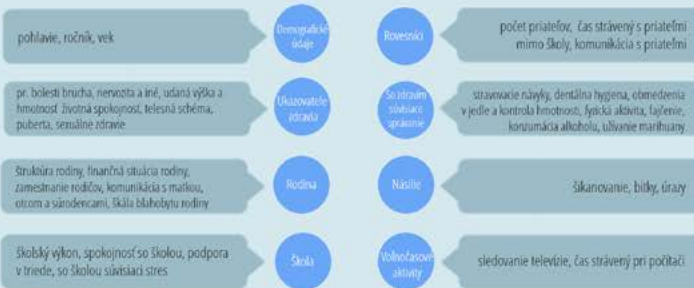 pohlavie, ročník, vek
Demografické
údaje
Rovesníci
počet priateľov, čas strávený s priateľmi
mimo školy, komunikácia s priateľmi
pr. bolesti brucha, nervozita a iné, udaná výška a
hmotnosť životná spokojnosť, telesná schéma,
puberta, sexuálne zdravie
Ukazovatele
zdravia
So zdravím
súvisiace
správanie
stravovacie návyky, dentálna hygiena, obmedzenia
v jedle a kontrola hmotnosti, fyzická aktivita, fajčenie,
konzumácia alkoholu, užívanie marihuany
štruktúra rodiny, finančná situácia rodiny,
zamestnanie rodičov, komunikácia s matkou,
otcom a súrodencami, škála blahobytu rodiny
Rodina
Násilie
šikanovanie, bitky, úrazy
školský výkon, spokojnosť so školou, podpora
v triede, so školou súvisiaci stres
Škola
Voľnočasové
aktivity
sledovanie televízie, čas strávený pri počítači